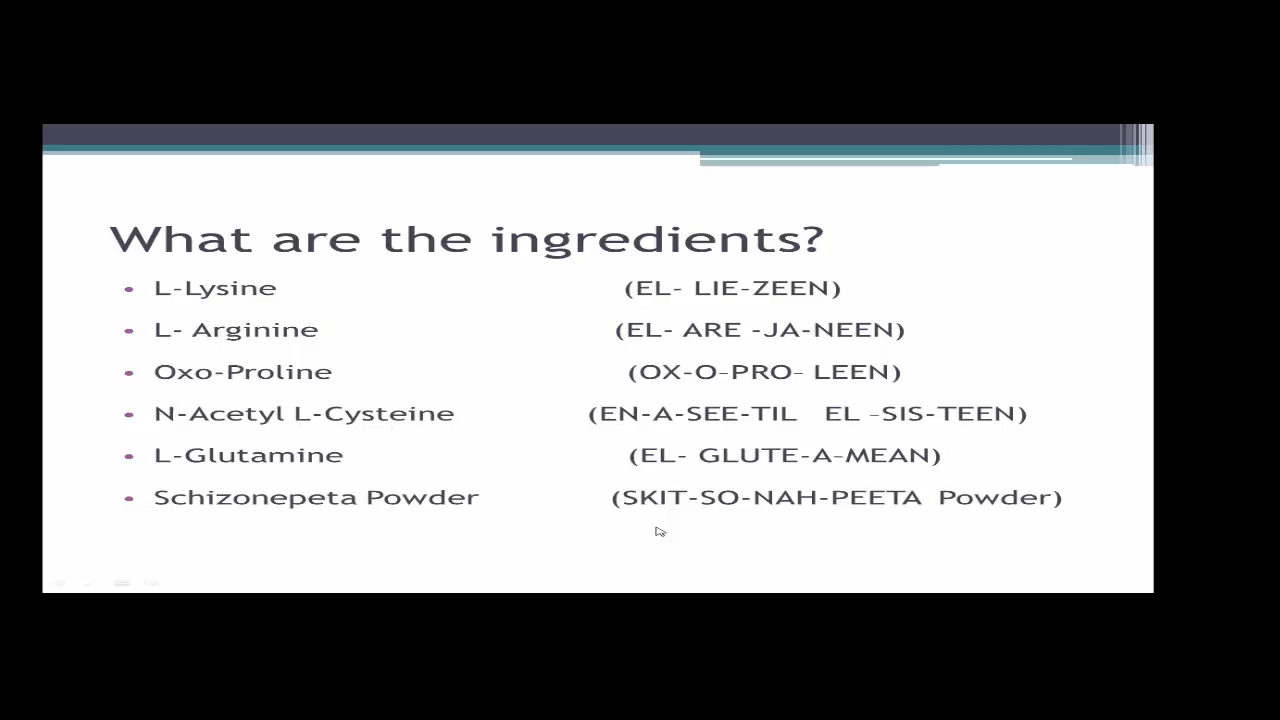 What are the ingredients?
• L-Lysine (EL- LIE-ZEEN)
• L- Arginine (EL- ARE -JA-NEEN)
• Oxo-Proline (OX-O-PRO- LEEN)
• N-Acetyl L-Cysteine (EN-A-SEE-TIL EL -SIS-TEEN)
• L-Glutamine (EL- GLUTE-A-MEAN)
• Schizonepeta Powder (SKIT-SO-NAH-PEETA Powder)